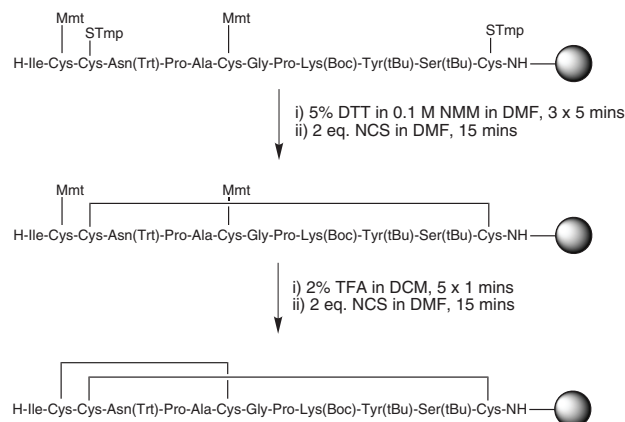 Mmt
STmp
Mmt
STmp
H-Ile-Cys-Cys-Asn(Trt)-Pro-Ala-Cys-Gly-Pro-Lys(Boc)-Tyr(tBu)-Ser(tBu)-Cys-NH
i) 5% DTT in 0.1 M NMM in DMF, 3 x 5 mins
ii) 2 eq. NCS in DMF, 15 mins
Mmt
Mmt
H-Ile-Cys-Cys-Asn(Trt)-Pro-Ala-Cys-Gly-Pro-Lys(Boc)-Tyr(tBu)-Ser(tBu)-Cys-NH
i) 2% TFA in DCM, 5 x 1 mins
ii) 2 eq. NCS in DMF, 15 mins
H-Ile-Cys-Cys-Asn(Trt)-Pro-Ala-Cys-Gly-Pro-Lys(Boc)-Tyr(tBu)-Ser(tBu)-Cys-NH